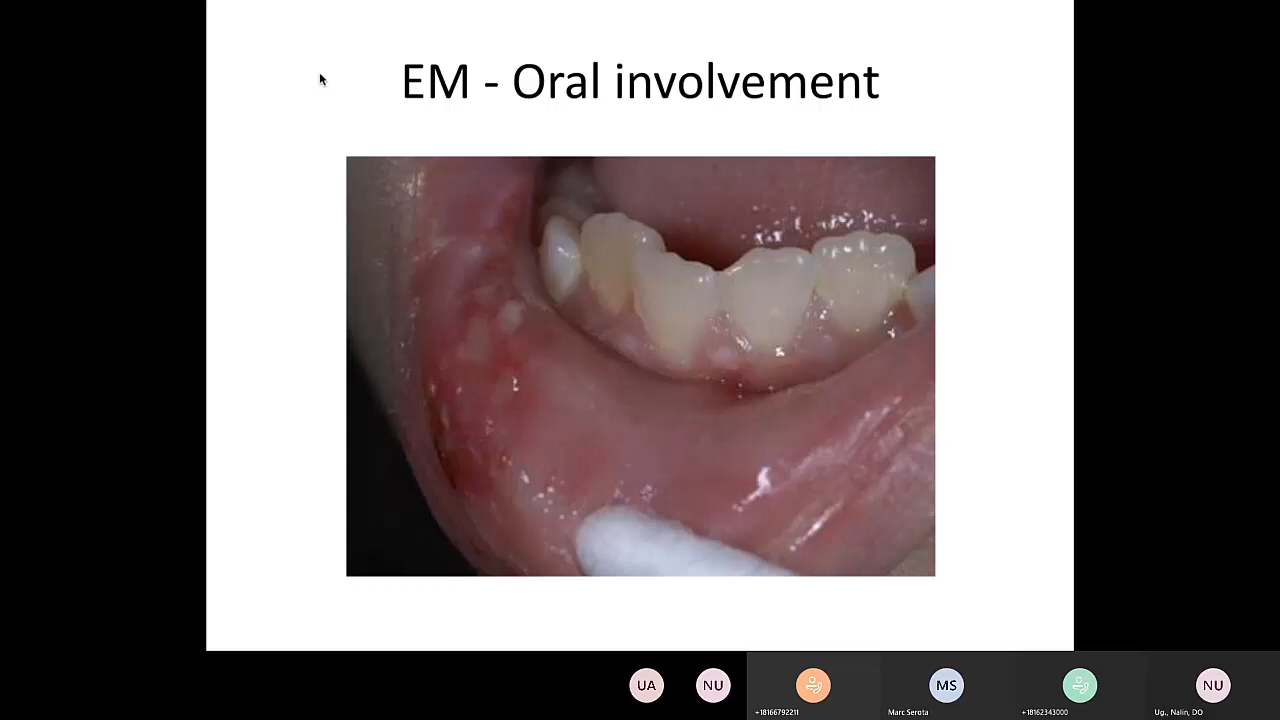 EM - Oral involvement
UA
NU
MS
NU
+18166792211
Marc Serota
+18162343000
Ug., Nalin, DO